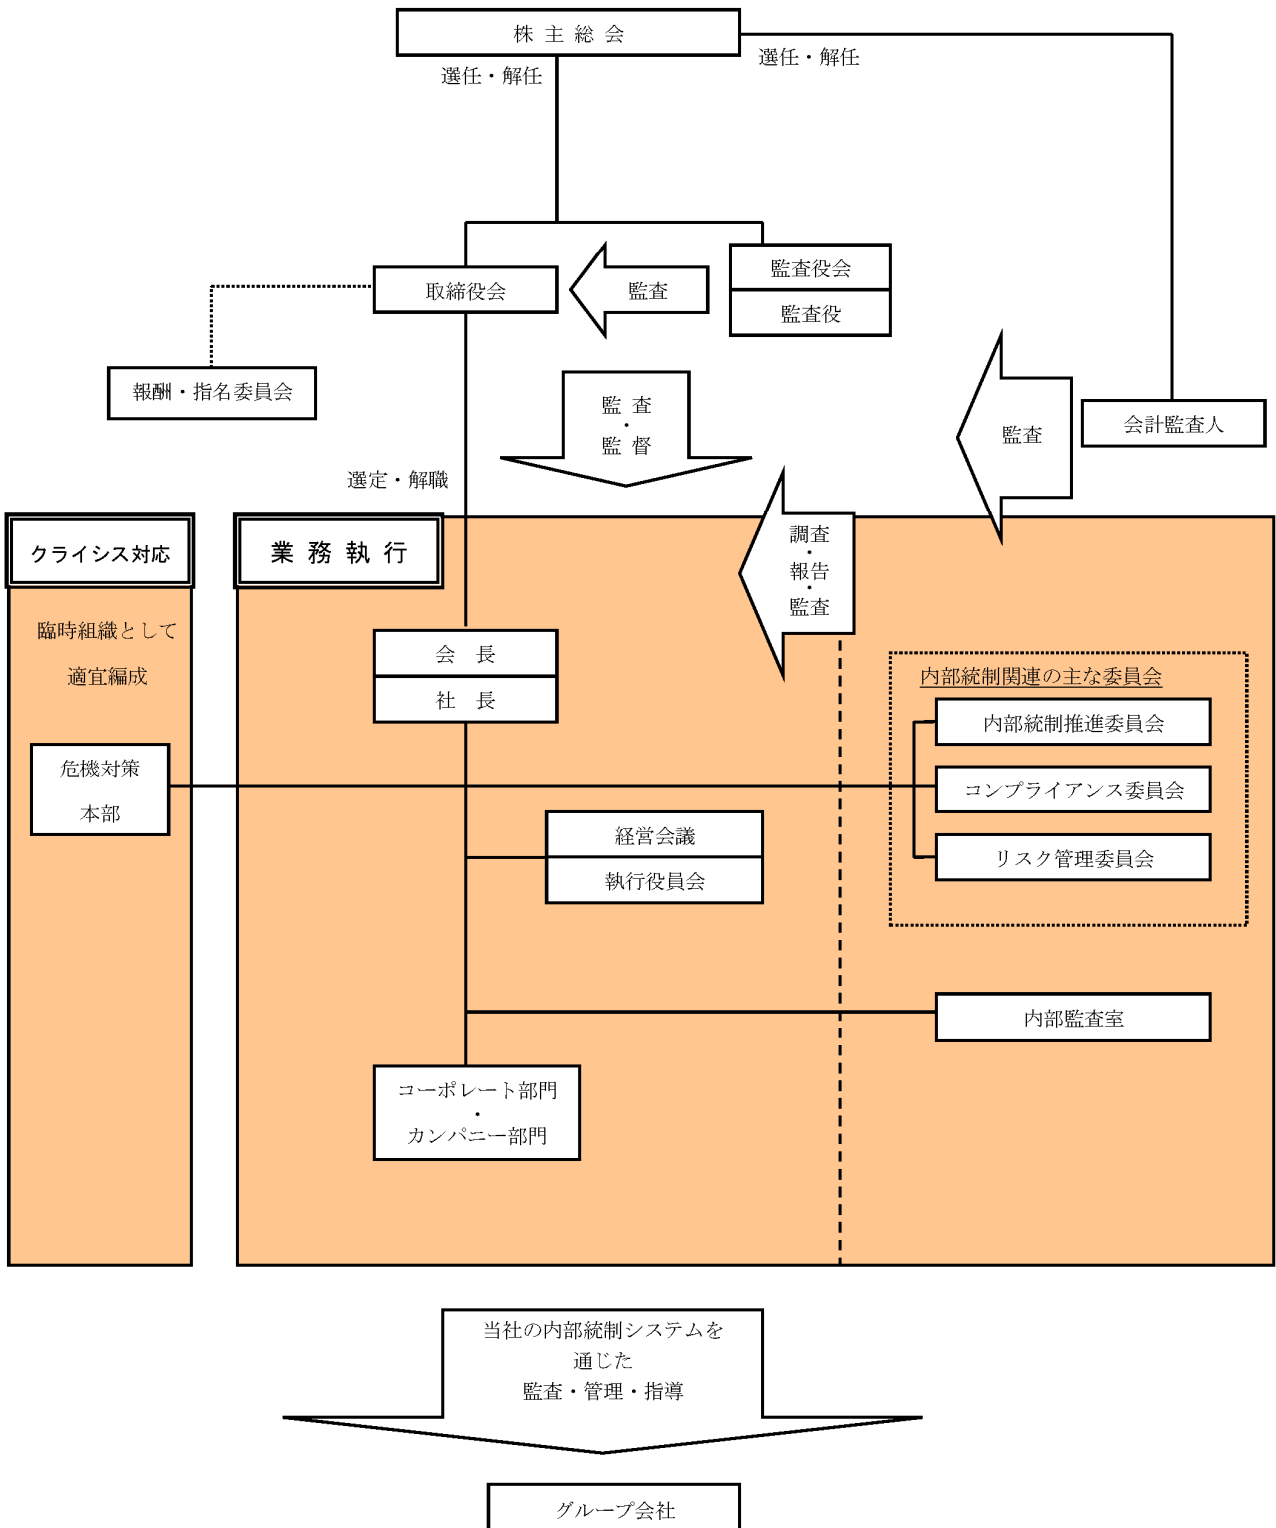 株 主 総 会
選任・解任
選任・解任
取締役会
監査
監査役会
監査役
報酬・指名委員会
監 査
・
監 督
監査
会計監査人
選定・解職
クライシス対応
業 務 執 行
調査
・
報告
・
監査
臨時組織として
適宜編成
会 長
社 長
内部統制関連の主な委員会
内部統制推進委員会
危機対策
本部
コンプライアンス委員会
経営会議
執行役員会
リスク管理委員会
内部監査室
コーポレート部門
・
カンパニー部門
当社の内部統制システムを
通じた
監査・管理・指導
グループ会社